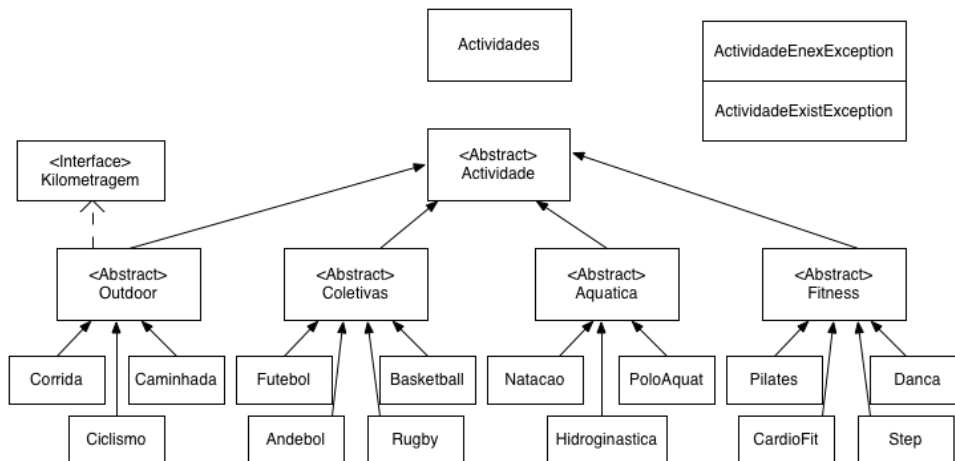 Actividades
ActividadeEnexException
ActividadeExistException
<Interface>
Kilometragem
<Abstract>
Actividade
<Abstract>
Outdoor
<Abstract>
Coletivas
<Abstract>
Aquatica
<Abstract>
Fitness
Corrida
Caminhada
Futebol
Basketball
Natacao
PoloAquat
Pilates
Danca
Ciclismo
Andebol
Rugby
Hidroginastica
CardioFit
Step